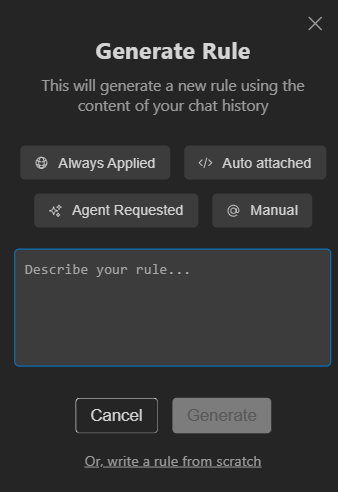 Generate Rule
This will generate a new rule using the
content of your chat history
Always Applied
</> Auto attached
Agent Requested
@ Manual
Describe your rule...
Cancel
Generate
Or, write a rule from scratch